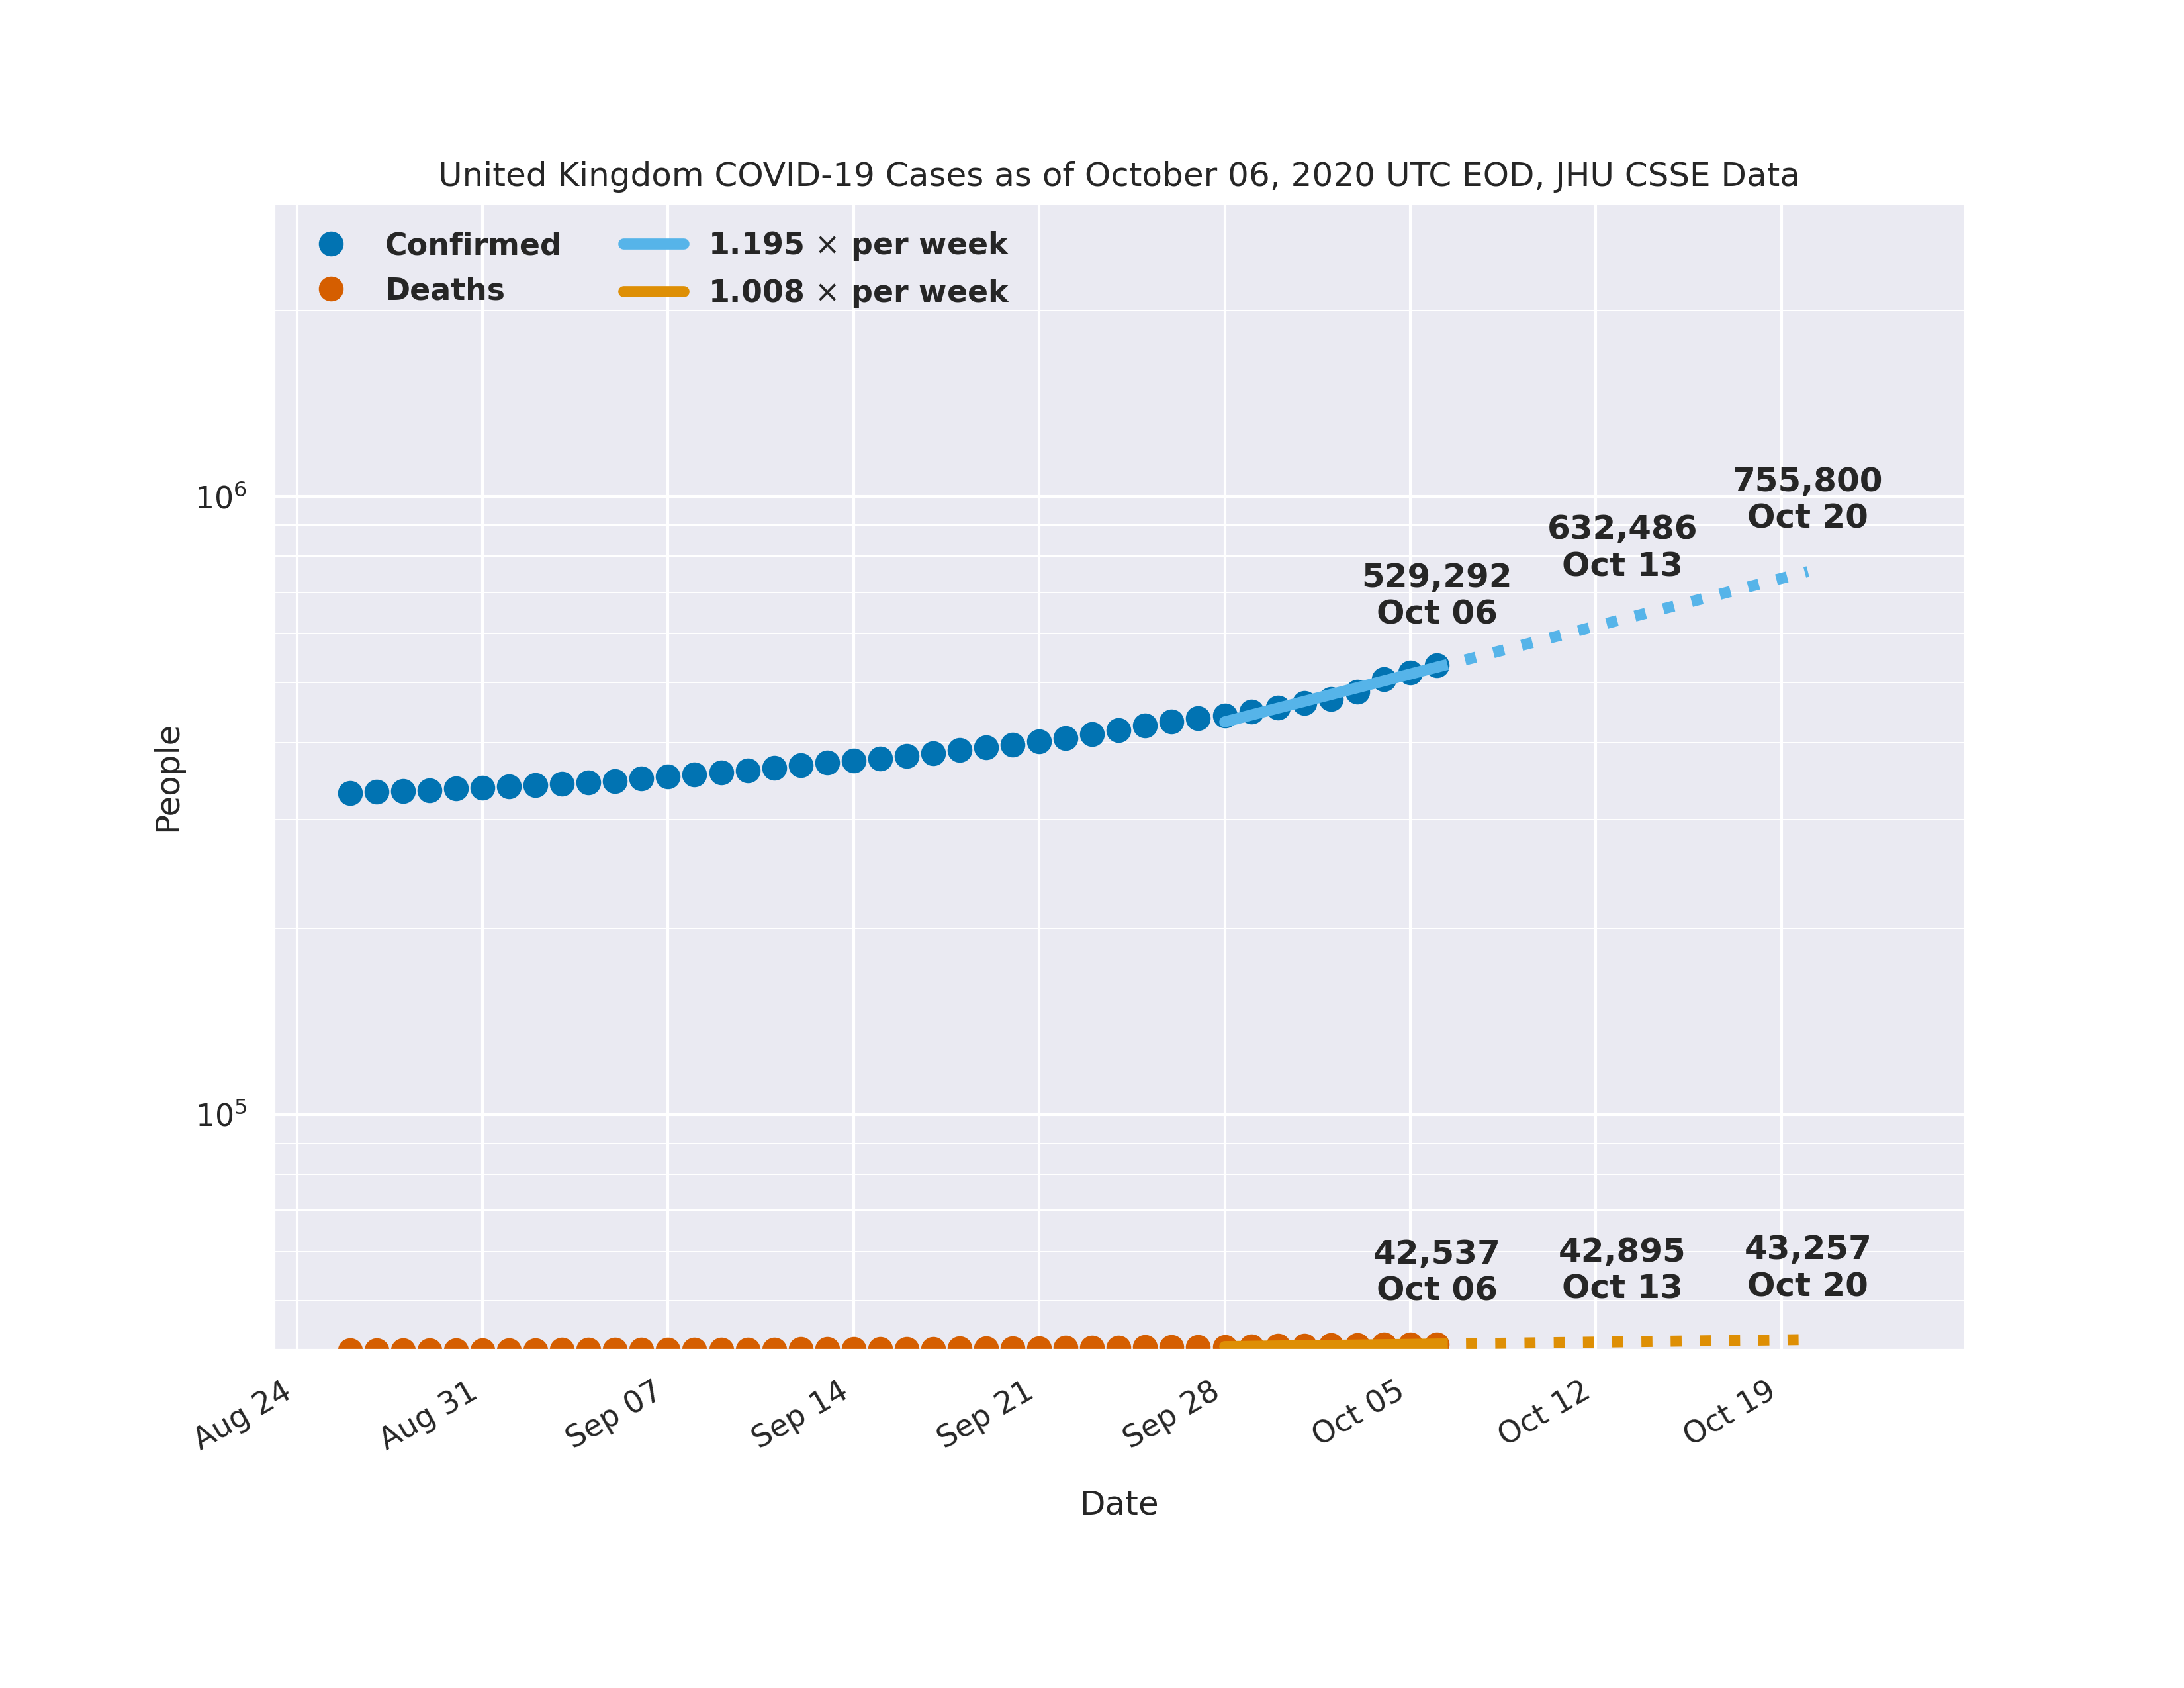 United Kingdom COVID-19 Cases as of October 06, 2020 UTC EOD, JHU CSSE Data
Confirmed
Deaths
1.195 × per week
1.008 × per week
755,800
Oct 20
632,486
Oct 13
529,292
Oct 06
10⁶
10⁵
People
42,537
Oct 06
42,895
Oct 13
43,257
Oct 20
Aug 24
Aug 31
Sep 07
Sep 14
Sep 21
Sep 28
Oct 05
Oct 12
Oct 19
Date